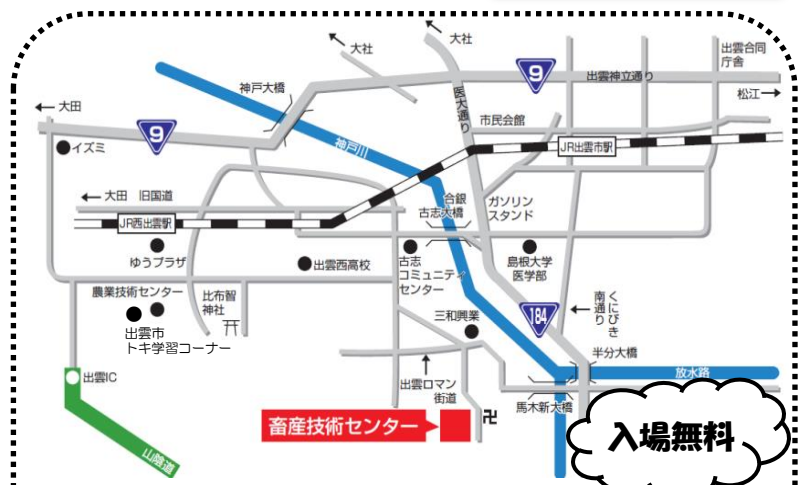 大社
大社
9
出雲神立通り
出雲合同
庁舎
松江
神戸大橋
医大通り
市民会館
大田
9
イズミ
神戸川
JR出雲市駅
大田 旧国道
合銀
古志大橋
ガソリン
スタンド
JR西出雲駅
ゆうプラザ
出雲西高校
古志
コミュニティ
センター
島根大学
医学部
農業技術センター
比布智
神社
出雲市
トキ学習コーナー
三和興業
184
くにびき
南通り
半分大橋
出雲IC
出雲ロマン
街道
放水路
馬木新大橋
畜産技術センター
卍
入場無料
山陰道